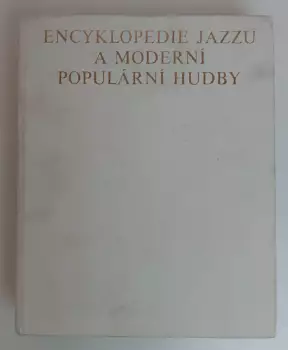 ENCYKLOPEDIE JAZZU
A MODERNÍ
POPULÁRNÍ HUDBY